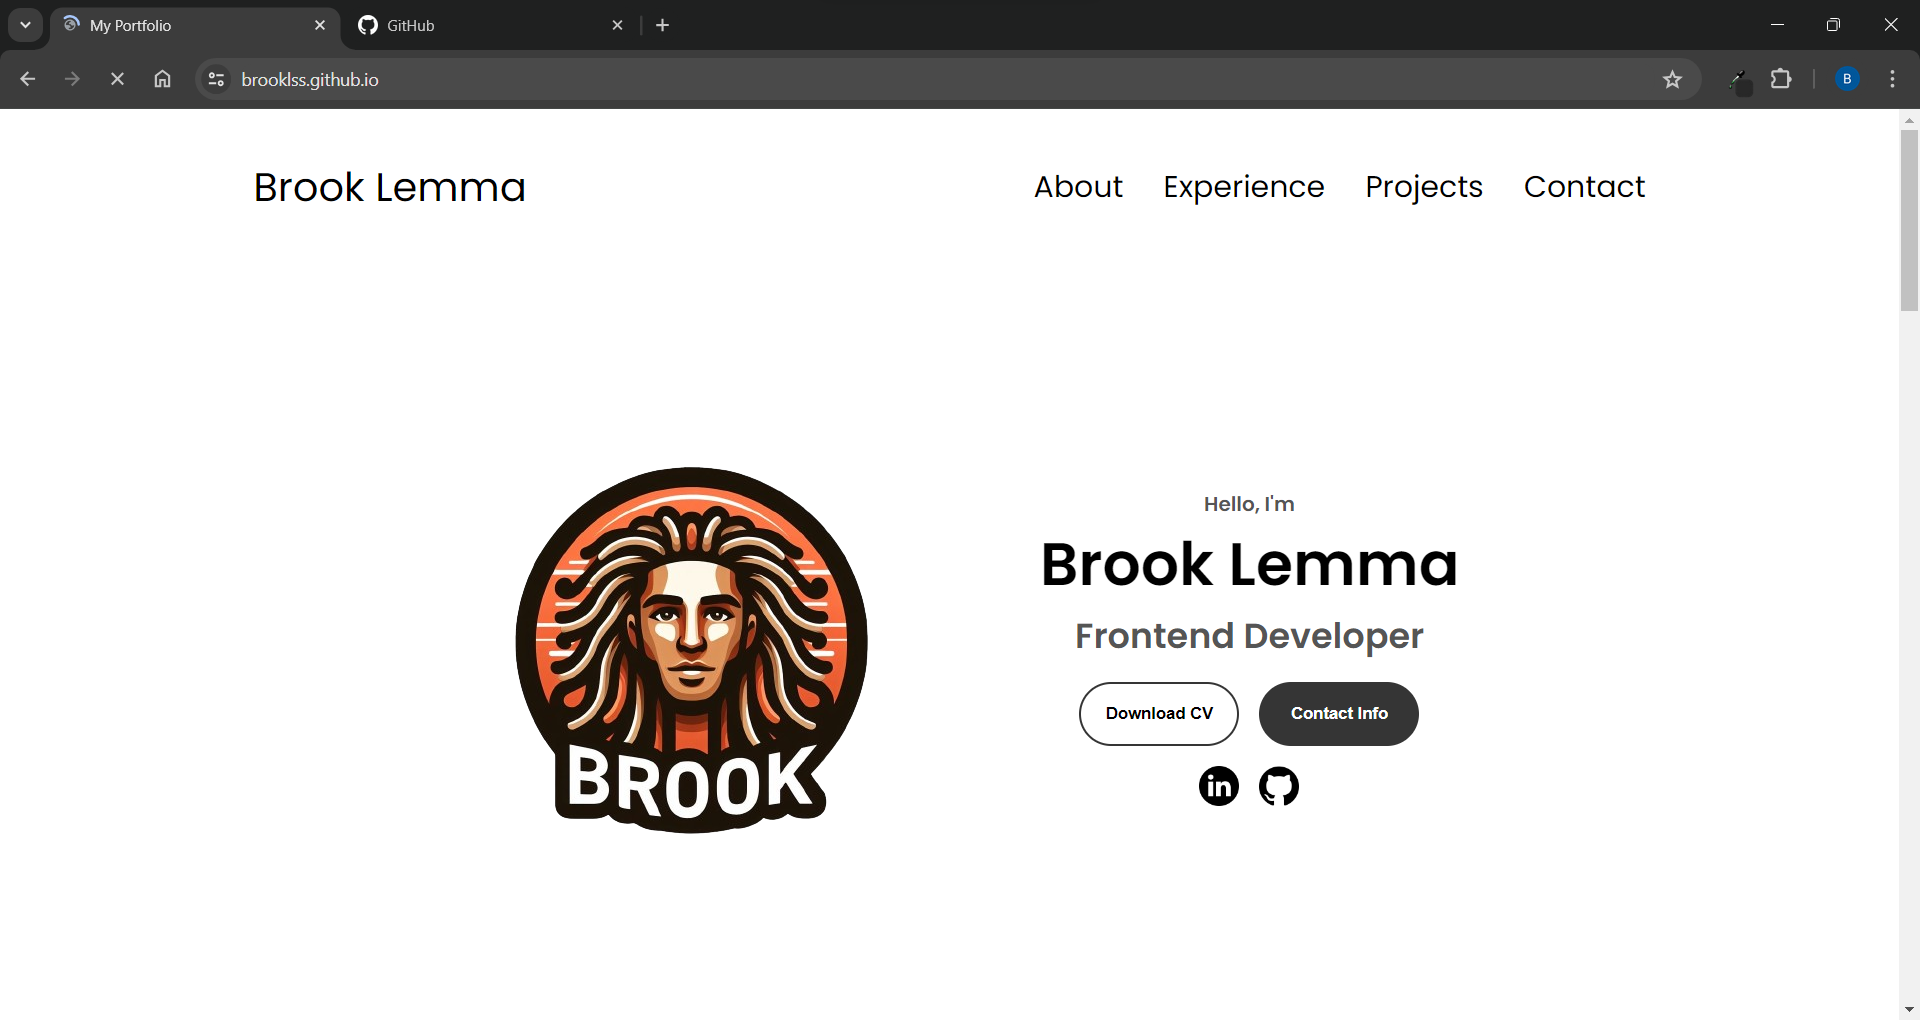 My Portfolio
GitHub
brooklss.github.io
B
Brook Lemma
About Experience Projects Contact
Hello, I'm
Brook Lemma
Frontend Developer
Download CV
Contact Info
in
BROOK